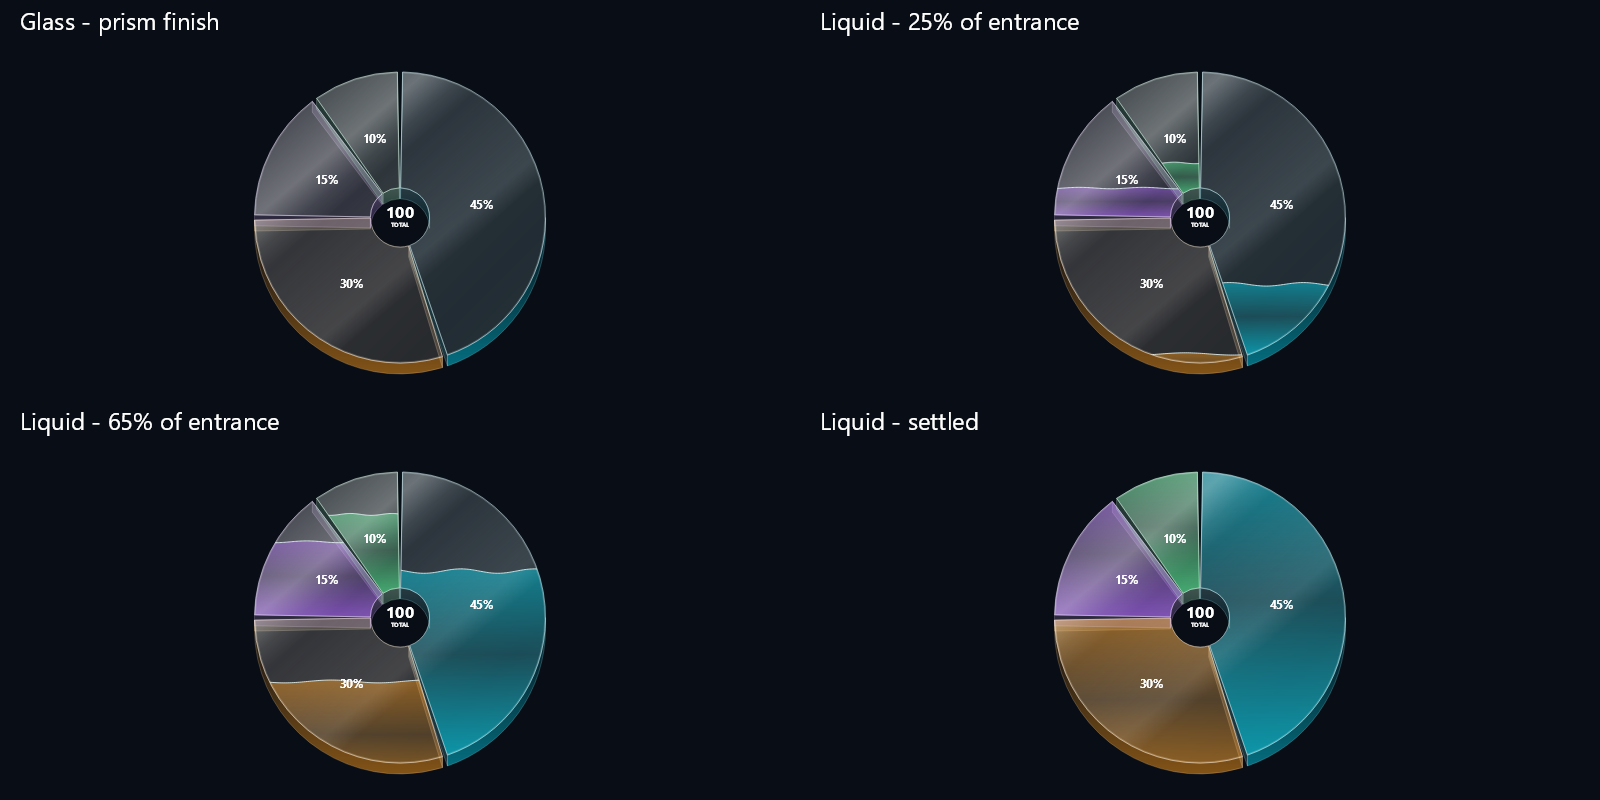 Glass - prism finish
10%
15%
45%
100
TOTAL
30%
Liquid - 25% of entrance
10%
15%
45%
100
TOTAL
30%
Liquid - 65% of entrance
10%
15%
45%
100
TOTAL
30%
Liquid - settled
10%
15%
45%
100
TOTAL
30%